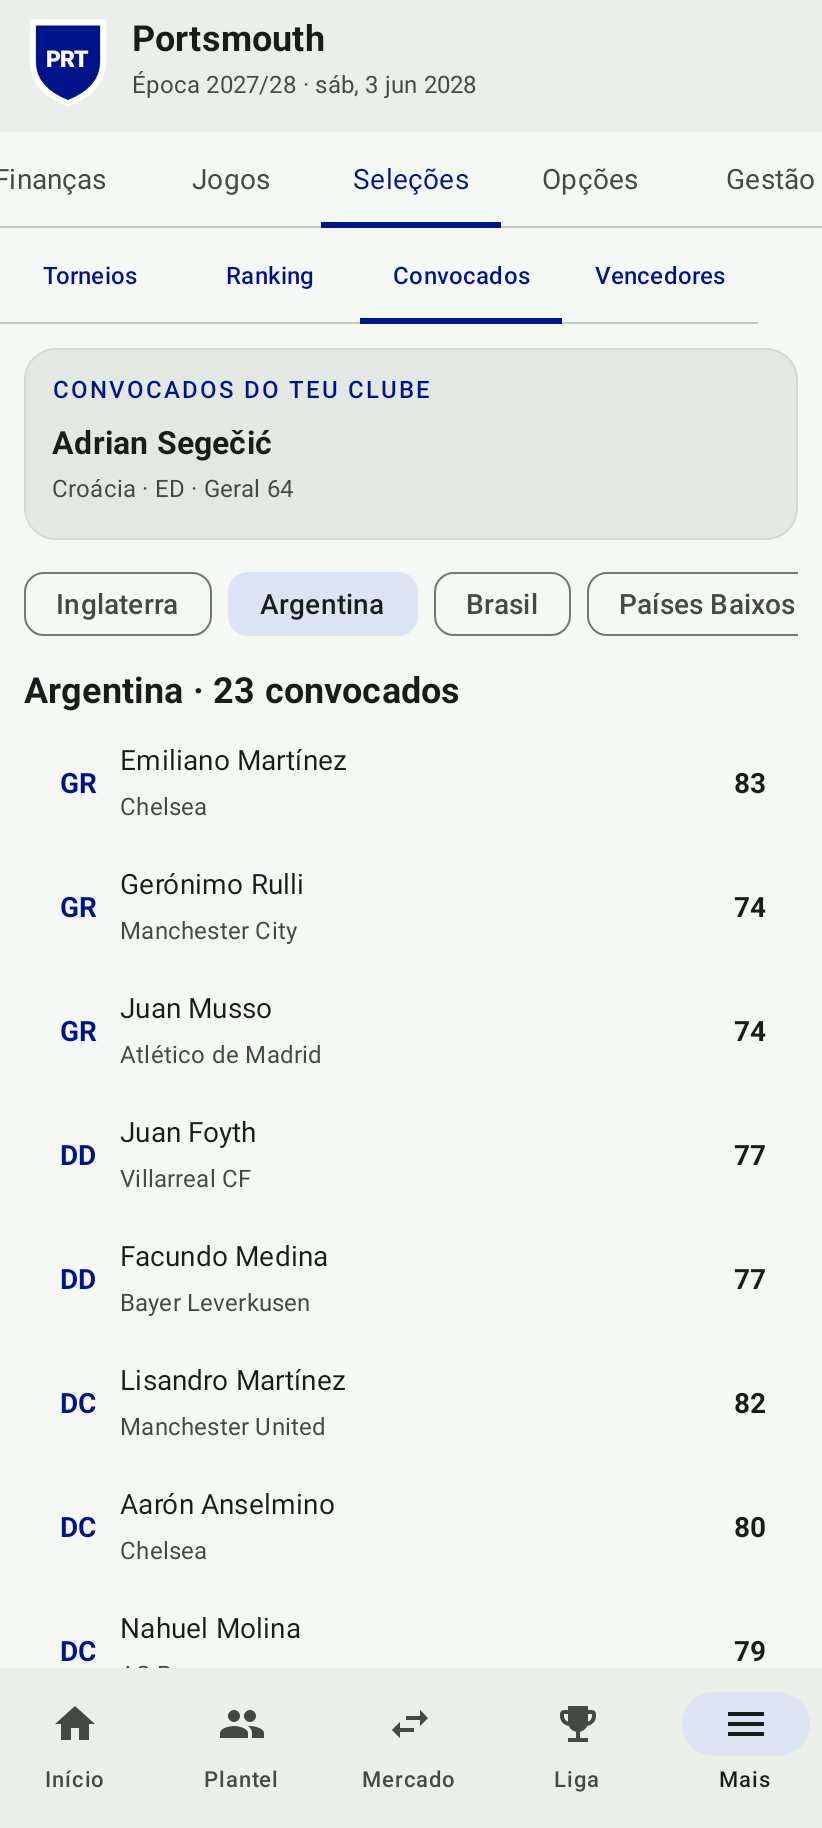 PRT
Portsmouth
Época 2027/28 · sáb, 3 jun 2028
Finanças
Jogos
Seleções
Opções
Gestão
Torneios
Ranking
Convocados
Vencedores
CONVOCADOS DO TEU CLUBE
Adrian Segečić
Croácia · ED · Geral 64
Inglaterra
Argentina
Brasil
Países Baixos
Argentina · 23 convocados
GR
Emiliano Martínez
Chelsea
83
GR
Gerónimo Rulli
Manchester City
74
GR
Juan Musso
Atlético de Madrid
74
DD
Juan Foyth
Villarreal CF
77
DD
Facundo Medina
Bayer Leverkusen
77
DC
Lisandro Martínez
Manchester United
82
DC
Aarón Anselmino
Chelsea
80
DC
Nahuel Molina
79
Início
Plantel
Mercado
Liga
Mais